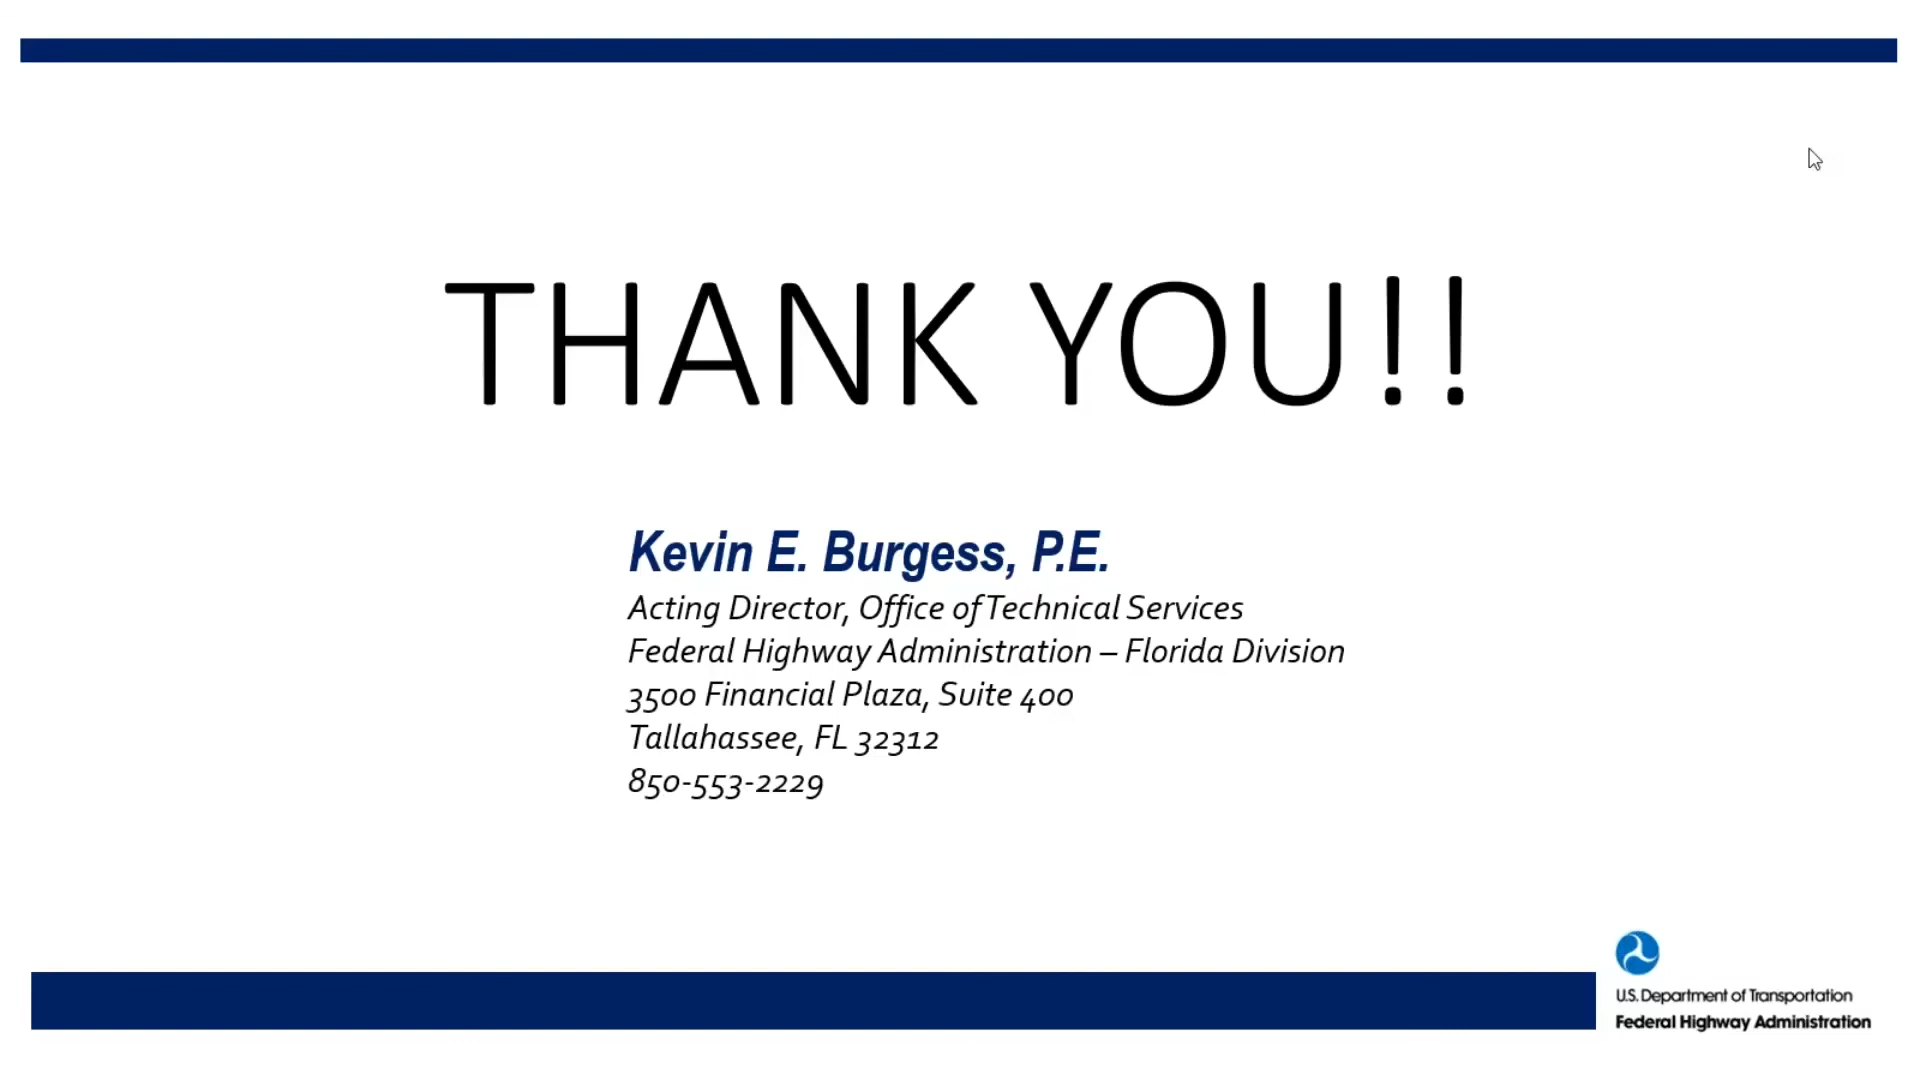 THANK YOU!!
Kevin E. Burgess, P.E.
Acting Director, Office of Technical Services
Federal Highway Administration – Florida Division
3500 Financial Plaza, Suite 400
Tallahassee, FL 32312
850-553-2229
U.S. Department of Transportation
Federal Highway Administration